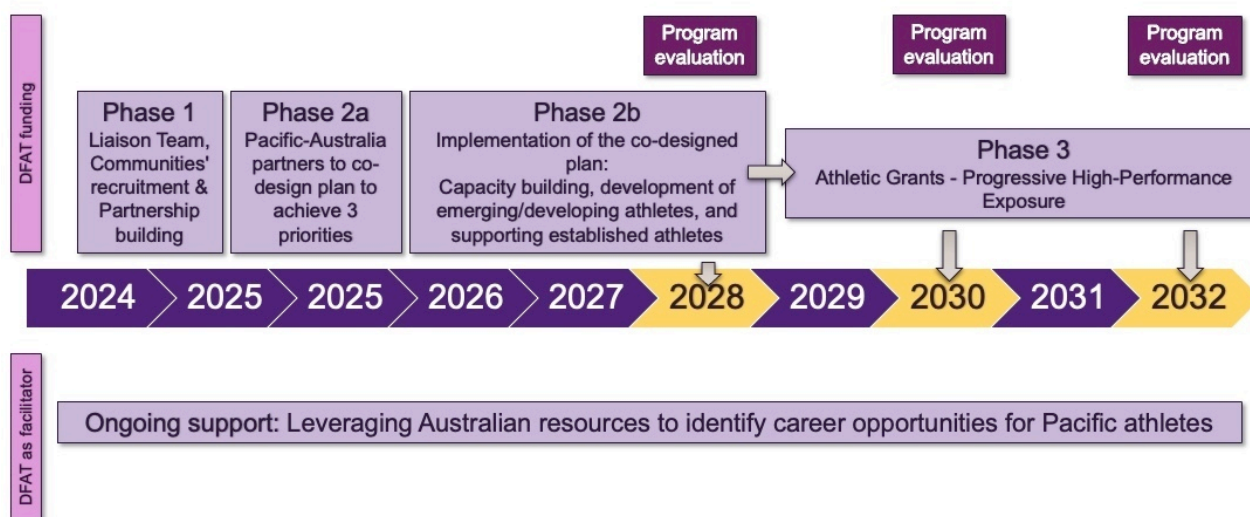 DFAT funding
Program
evaluation
Program
evaluation
Program
evaluation
Phase 1
Liaison Team,
Communities'
recruitment &
Partnership
building
Phase 2a
Pacific-Australia
partners to co-
design plan to
achieve 3
priorities
Phase 2b
Implementation of the co-designed
plan:
Capacity building, development of
emerging/developing athletes, and
supporting established athletes
Phase 3
Athletic Grants - Progressive High-Performance
Exposure
2024
2025
2025
2026
2027
2028
2029
2030
2031
2032
DFAT as facilitator
Ongoing support: Leveraging Australian resources to identify career opportunities for Pacific athletes